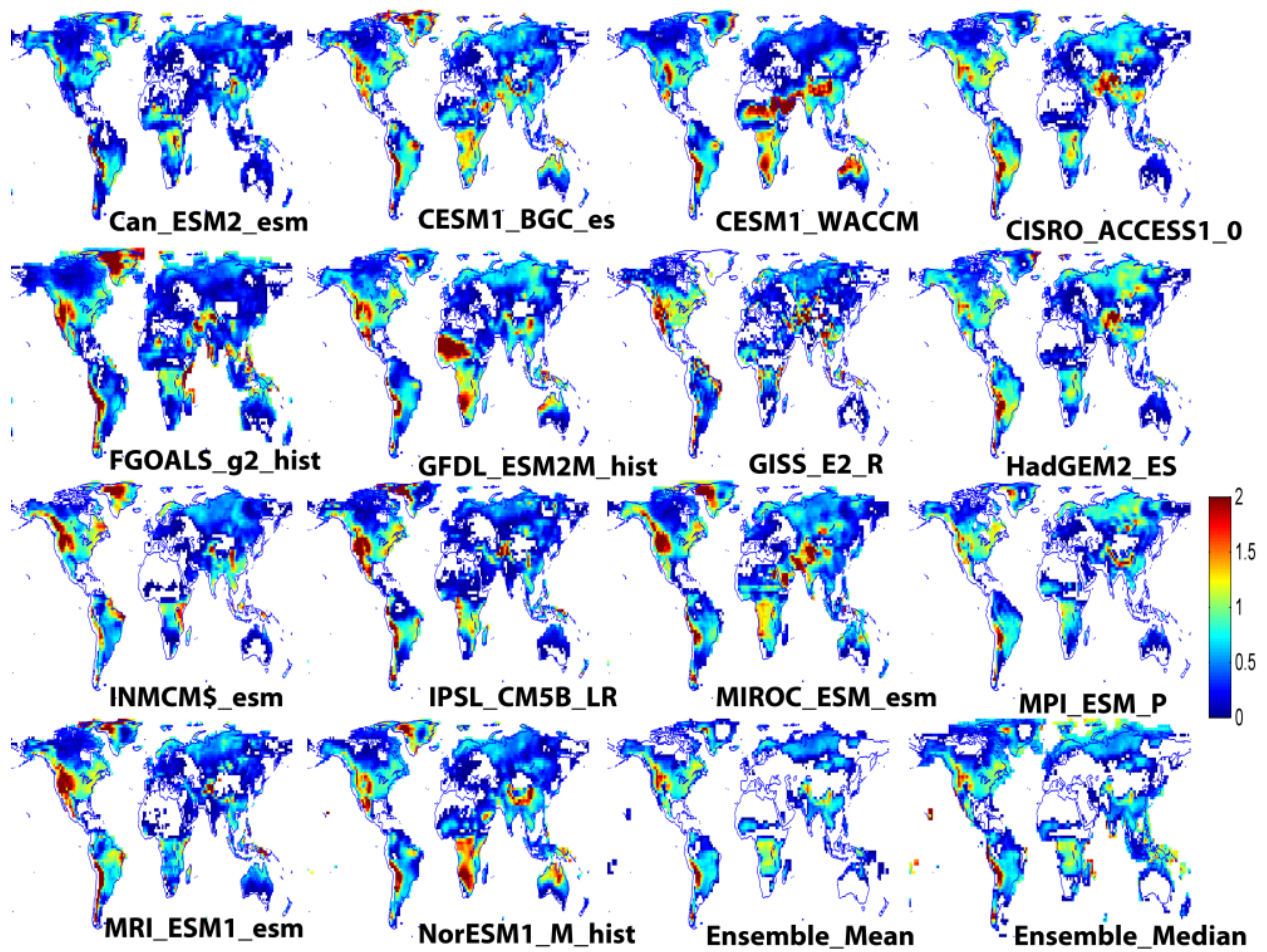 Can_ESM2_esm
CESM1_BGC_es
CESM1_WACCM
CISRO_ACCESS1_0
FGOALS_g2_hist
GFDL_ESM2M_hist
GISS_E2_R
HadGEM2_ES
2
1.5
1
0.5
0
INMCM$_esm
IPSL_CM5B_LR
MIROC_ESM_esm
MPI_ESM_P
MRI_ESM1_esm
NorESM1_M_hist
Ensemble_Mean
Ensemble_Median